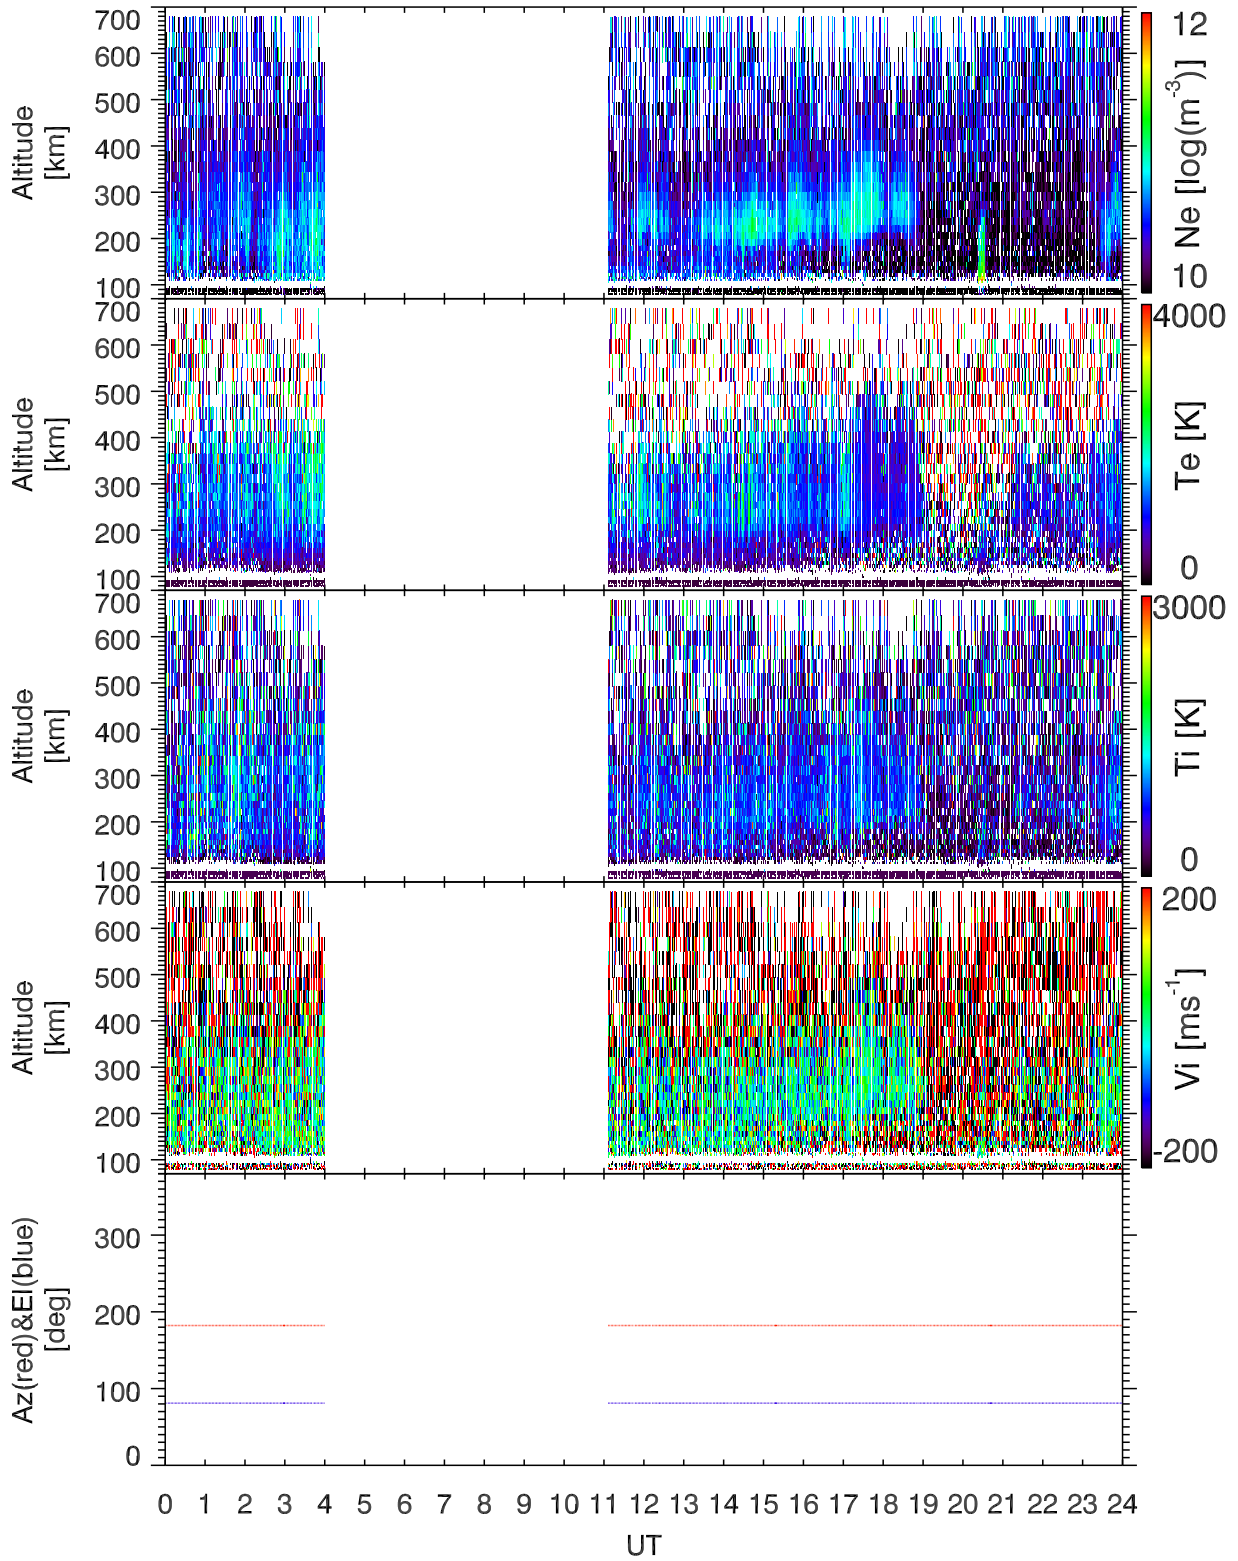 700
600
500
400
300
200
100
Altitude
[km]
12
10
Ne [log(m⁻³)]
700
600
500
400
300
200
100
Altitude
[km]
4000
0
Te [K]
700
600
500
400
300
200
100
Altitude
[km]
3000
0
Ti [K]
700
600
500
400
300
200
100
Altitude
[km]
200
-200
Vi [ms⁻¹]
300
200
100
0
Az(red)&El(blue)
[deg]
0 1 2 3 4 5 6 7 8 9 10 11 12 13 14 15 16 17 18 19 20 21 22 23 24
UT